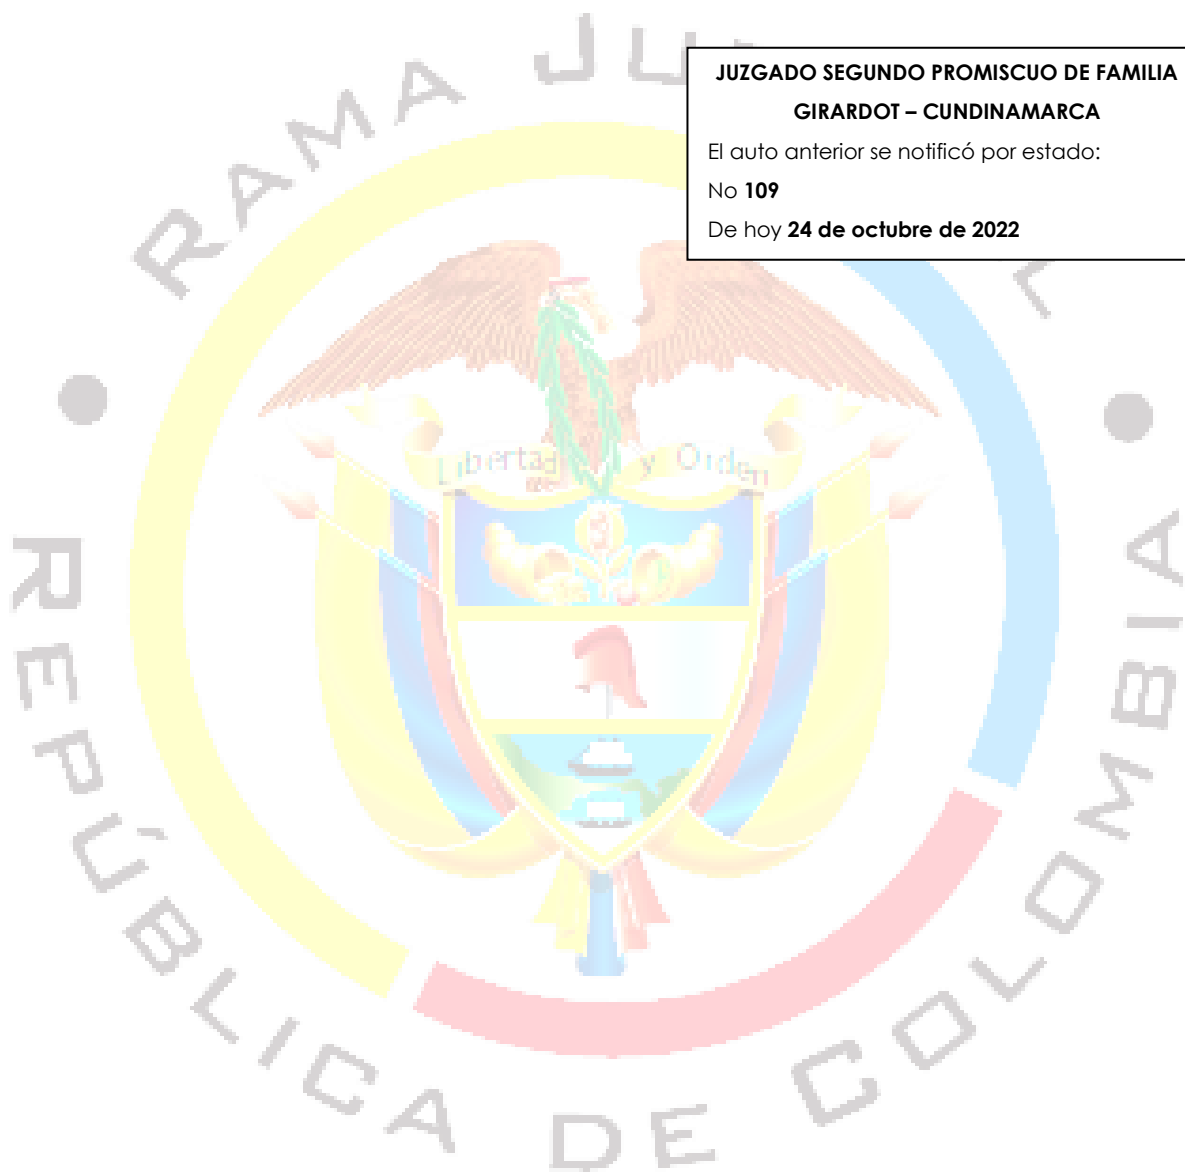 JUZGADO SEGUNDO PROMISCUO DE FAMILIA
GIRARDOT – CUNDINAMARCA
El auto anterior se notificó por estado:
No 109
De hoy 24 de octubre de 2022
RAMA JU L
REPÚBLICA DE COLOMBIA
Libertad y Orden